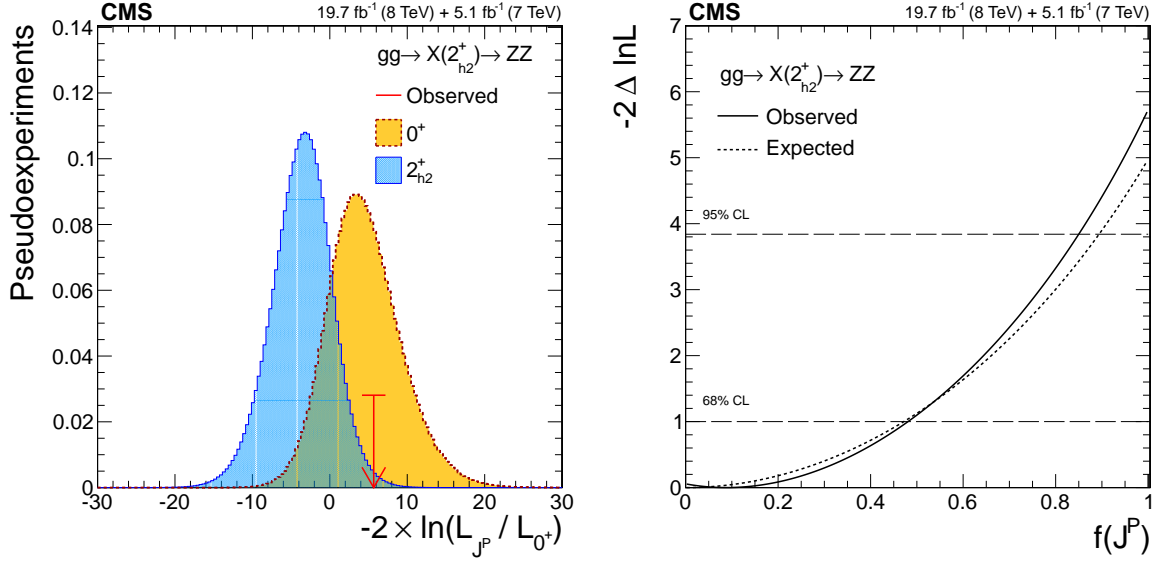 CMS 19.7 fb⁻¹ (8 TeV) + 5.1 fb⁻¹ (7 TeV)
Pseudoexperiments
0.14
0.12
0.1
0.08
0.06
0.04
0.02
0
gg→ X(2⁺ₕ₂)→ ZZ
Observed
0⁺
2⁺ₕ₂
-30 -20 -10 0 10 20 30
-2 × ln(L_{J^P} / L_{0⁺})
CMS 19.7 fb⁻¹ (8 TeV) + 5.1 fb⁻¹ (7 TeV)
-2 Δ lnL
7
6
5
4
3
2
1
0
gg→ X(2⁺ₕ₂)→ ZZ
Observed
Expected
95% CL
68% CL
0 0.2 0.4 0.6 0.8 1
f(J^P)